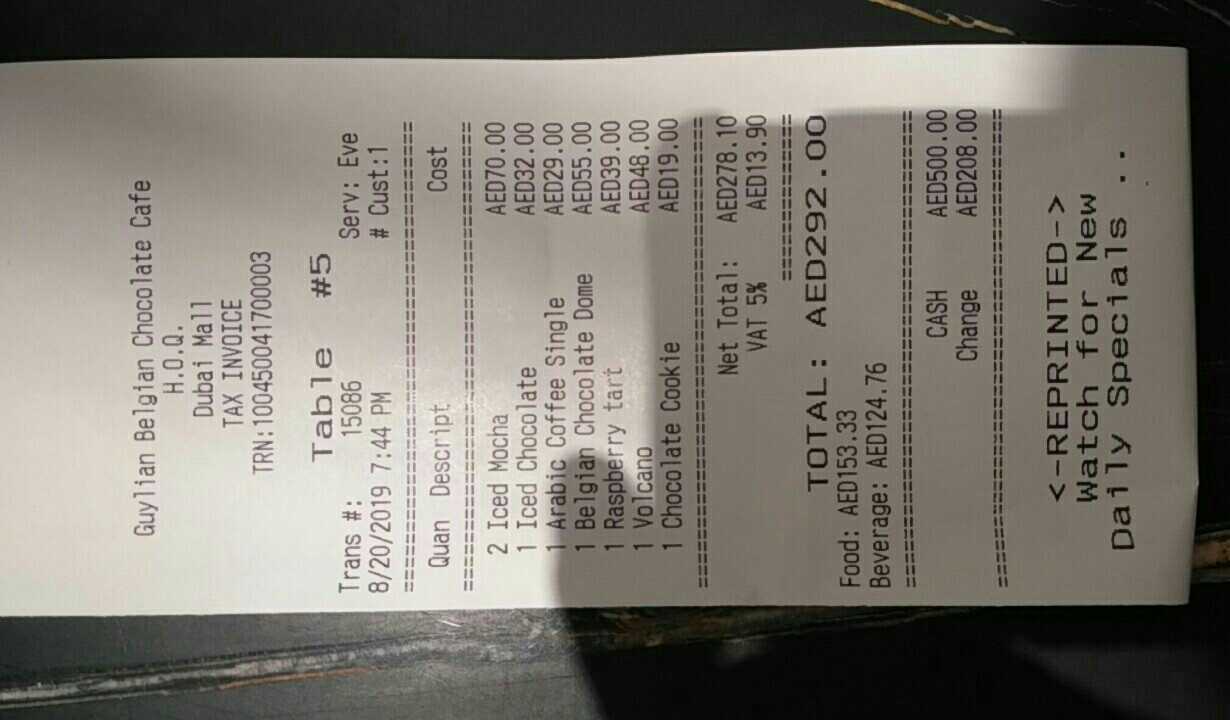 Guylian Belgian Chocolate Cafe
H.O.Q.
Dubai Mall
TAX INVOICE
TRN:100450041700003
Table #5
Trans #: 15086 Serv: Eve
8/20/2019 7:44 PM # Cust:1
================================================
Quan Descript Cost
================================================
2 Iced Mocha AED70.00
1 Iced Chocolate AED32.00
1 Arabic Coffee Single AED29.00
1 Belgian Chocolate Dome AED55.00
1 Raspberry tart AED39.00
1 Volcano AED48.00
1 Chocolate Cookie AED19.00
================================================
Net Total: AED278.10
VAT 5% AED13.90
=================
TOTAL: AED292.00
Food: AED153.33
Beverage: AED124.76
================================================
CASH AED500.00
Change AED208.00
================================================
<-REPRINTED->
Watch for New
Daily Specials ..